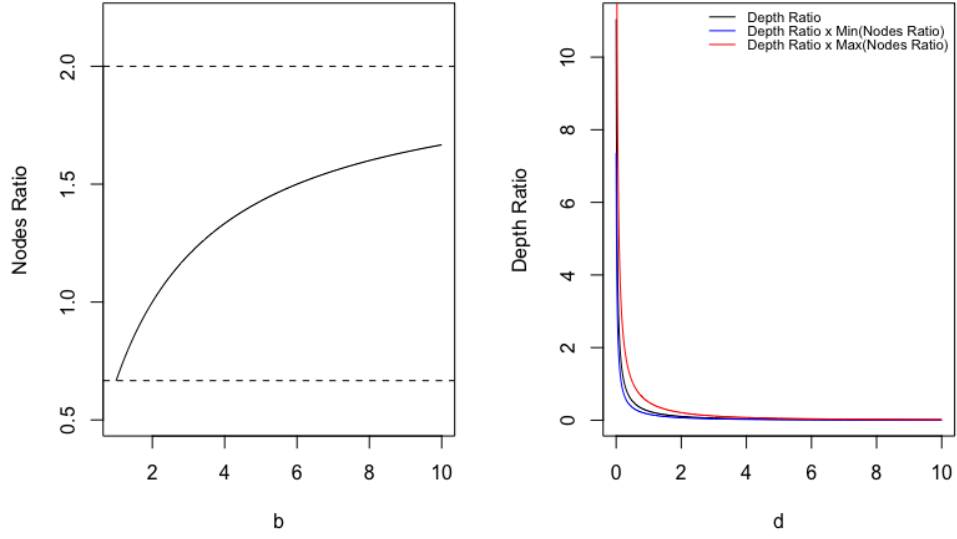 Nodes Ratio
2.0
1.5
1.0
0.5
2 4 6 8 10
b
Depth Ratio
Depth Ratio x Min(Nodes Ratio)
Depth Ratio x Max(Nodes Ratio)
Depth Ratio
10
8
6
4
2
0
0 2 4 6 8 10
d